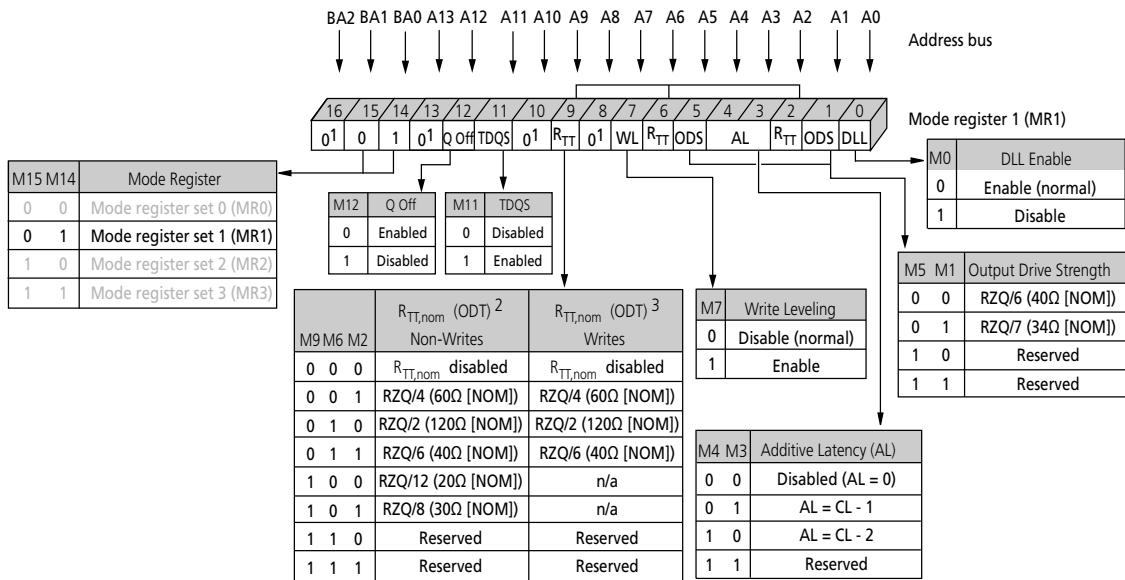 BA2 BA1 BA0 A13 A12 A11 A10 A9 A8 A7 A6 A5 A4 A3 A2 A1 A0
Address bus
16 15 14 13 12 11 10 9 8 7 6 5 4 3 2 1 0
Mode register 1 (MR1)
0¹ 0 1 0¹ Q Off TDQS 0¹ RTT 0¹ WL RTT ODS AL RTT ODS DLL
M15 M14 Mode Register
0 0 Mode register set 0 (MR0)
0 1 Mode register set 1 (MR1)
1 0 Mode register set 2 (MR2)
1 1 Mode register set 3 (MR3)
M12 Q Off
0 Enabled
1 Disabled
M11 TDQS
0 Disabled
1 Enabled
M0 DLL Enable
0 Enable (normal)
1 Disable
M5 M1 Output Drive Strength
0 0 RZQ/6 (40Ω [NOM])
0 1 RZQ/7 (34Ω [NOM])
1 0 Reserved
1 1 Reserved
M9 M6 M2 RTT,nom (ODT) ² Non-Writes RTT,nom (ODT) ³ Writes
0 0 0 RTT,nom disabled RTT,nom disabled
0 0 1 RZQ/4 (60Ω [NOM]) RZQ/4 (60Ω [NOM])
0 1 0 RZQ/2 (120Ω [NOM]) RZQ/2 (120Ω [NOM])
0 1 1 RZQ/6 (40Ω [NOM]) RZQ/6 (40Ω [NOM])
1 0 0 RZQ/12 (20Ω [NOM]) n/a
1 0 1 RZQ/8 (30Ω [NOM]) n/a
1 1 0 Reserved Reserved
1 1 1 Reserved Reserved
M7 Write Leveling
0 Disable (normal)
1 Enable
M4 M3 Additive Latency (AL)
0 0 Disabled (AL = 0)
0 1 AL = CL - 1
1 0 AL = CL - 2
1 1 Reserved